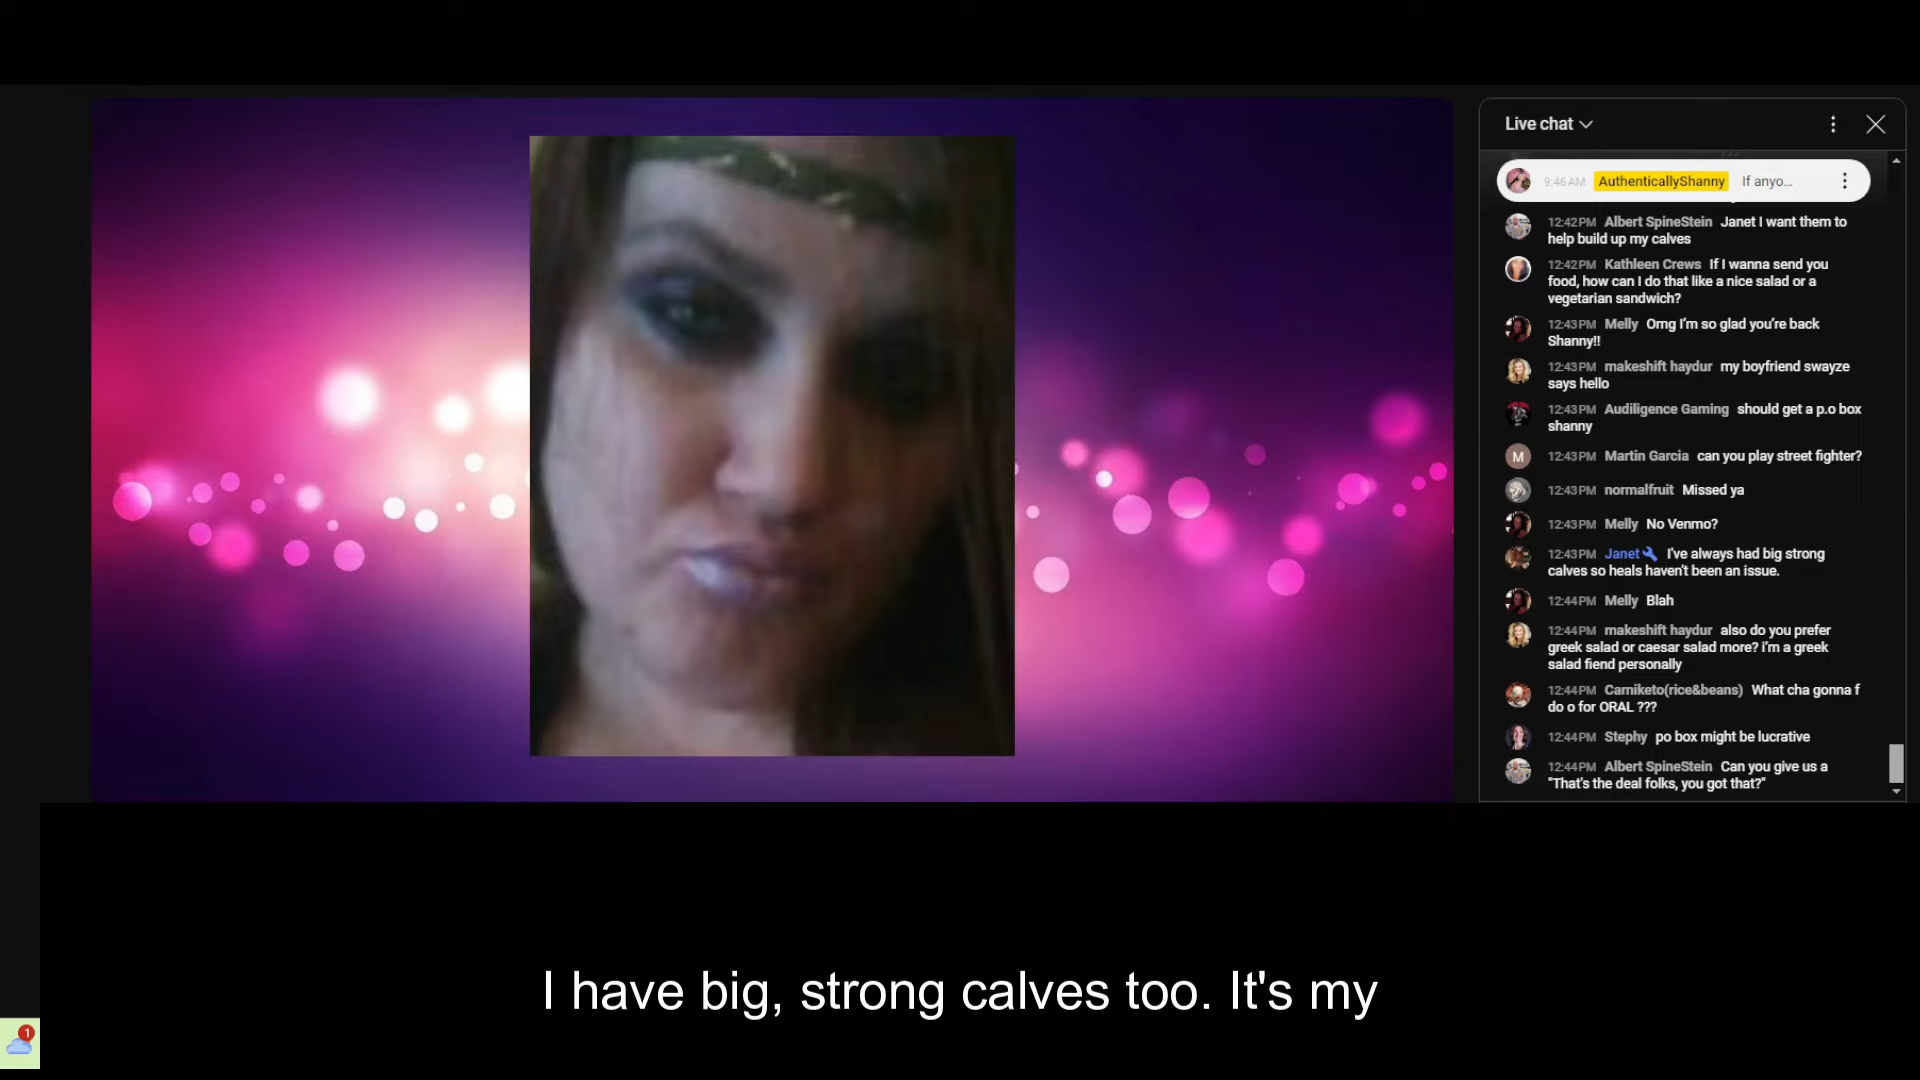 Live chat
9:46 AM AuthenticallyShanny If anyo...
12:42PM Albert SpineStein Janet I want them to
help build up my calves
12:42PM Kathleen Crews If I wanna send you
food, how can I do that like a nice salad or a
vegetarian sandwich?
12:43PM Melly Omg I'm so glad you're back
Shanny!!
12:43PM makeshift haydur my boyfriend swayze
says hello
12:43PM Audiligence Gaming should get a p.o box
shanny
M 12:43PM Martin Garcia can you play street fighter?
12:43PM normalfruit Missed ya
12:43PM Melly No Venmo?
12:43PM Janet I've always had big strong
calves so heals haven't been an issue.
12:44PM Melly Blah
12:44PM makeshift haydur also do you prefer
greek salad or caesar salad more? i'm a greek
salad fiend personally
12:44PM Carniketo(rice&beans) What cha gonna f
do o for ORAL ???
12:44PM Stephy po box might be lucrative
12:44PM Albert SpineStein Can you give us a
"That's the deal folks, you got that?"
I have big, strong calves too. It's my
1